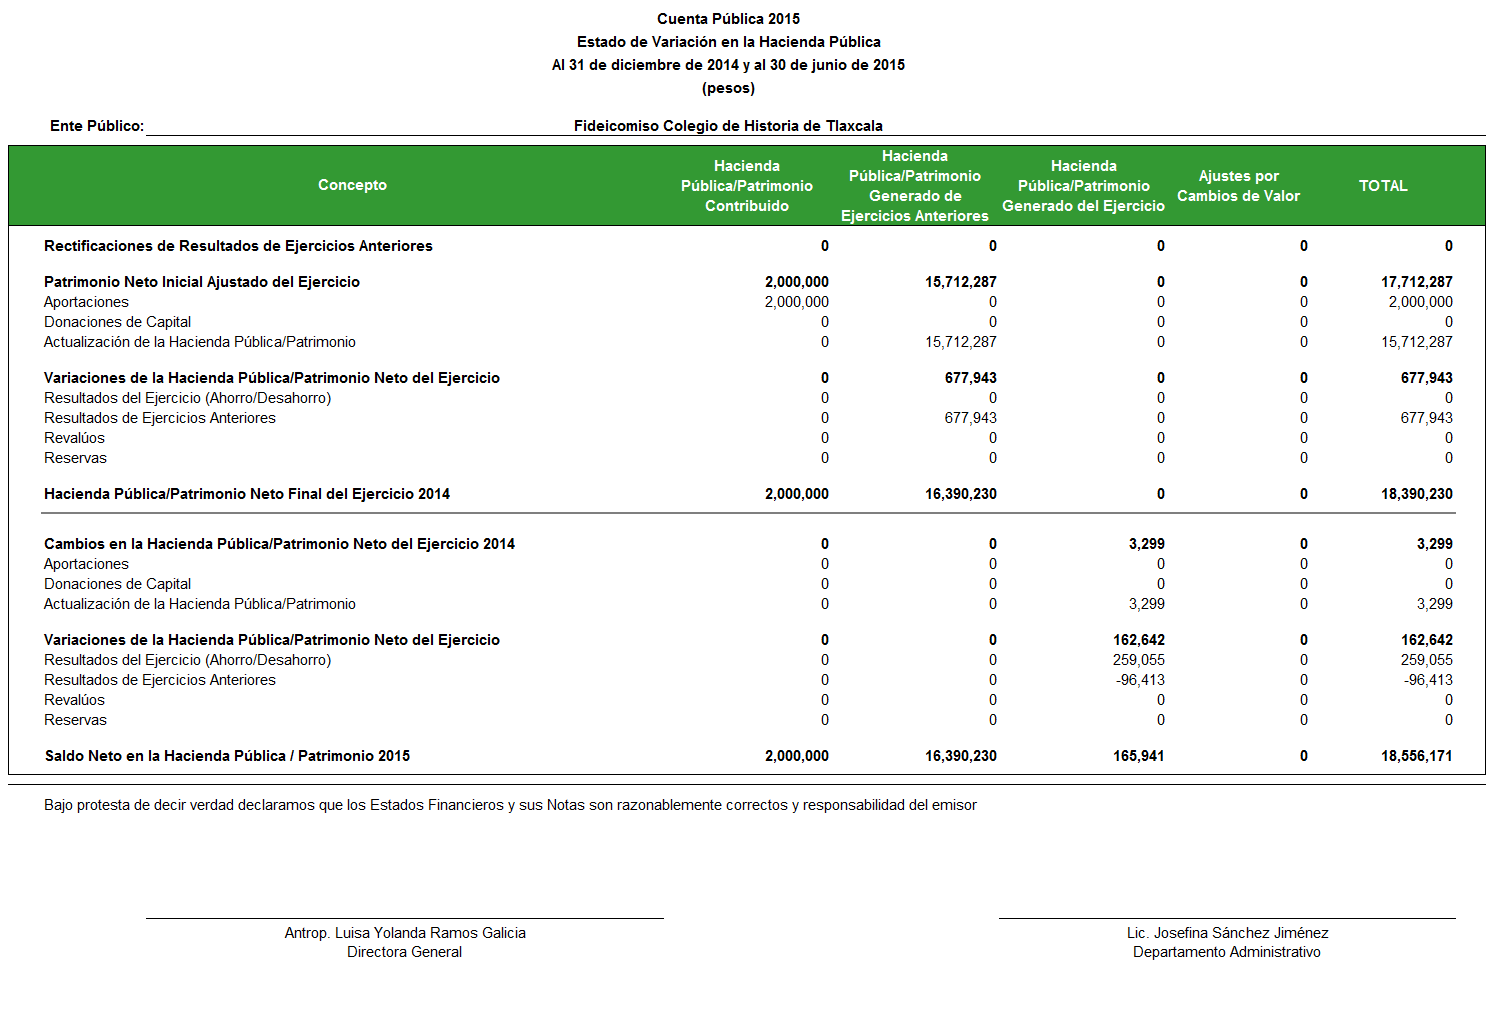 Cuenta Pública 2015
Estado de Variación en la Hacienda Pública
Al 31 de diciembre de 2014 y al 30 de junio de 2015
(pesos)
Ente Público: Fideicomiso Colegio de Historia de Tlaxcala
Concepto
Hacienda
Pública/Patrimonio
Contribuido
Hacienda
Pública/Patrimonio
Generado de
Ejercicios Anteriores
Hacienda
Pública/Patrimonio
Generado del Ejercicio
Ajustes por
Cambios de Valor
TOTAL
Rectificaciones de Resultados de Ejercicios Anteriores 0 0 0 0 0
Patrimonio Neto Inicial Ajustado del Ejercicio 2,000,000 15,712,287 0 0 17,712,287
Aportaciones 2,000,000 0 0 0 2,000,000
Donaciones de Capital 0 0 0 0 0
Actualización de la Hacienda Pública/Patrimonio 0 15,712,287 0 0 15,712,287
Variaciones de la Hacienda Pública/Patrimonio Neto del Ejercicio 0 677,943 0 0 677,943
Resultados del Ejercicio (Ahorro/Desahorro) 0 0 0 0 0
Resultados de Ejercicios Anteriores 0 677,943 0 0 677,943
Revalúos 0 0 0 0 0
Reservas 0 0 0 0 0
Hacienda Pública/Patrimonio Neto Final del Ejercicio 2014 2,000,000 16,390,230 0 0 18,390,230
Cambios en la Hacienda Pública/Patrimonio Neto del Ejercicio 2014 0 0 3,299 0 3,299
Aportaciones 0 0 0 0 0
Donaciones de Capital 0 0 0 0 0
Actualización de la Hacienda Pública/Patrimonio 0 0 3,299 0 3,299
Variaciones de la Hacienda Pública/Patrimonio Neto del Ejercicio 0 0 162,642 0 162,642
Resultados del Ejercicio (Ahorro/Desahorro) 0 0 259,055 0 259,055
Resultados de Ejercicios Anteriores 0 0 -96,413 0 -96,413
Revalúos 0 0 0 0 0
Reservas 0 0 0 0 0
Saldo Neto en la Hacienda Pública / Patrimonio 2015 2,000,000 16,390,230 165,941 0 18,556,171
Bajo protesta de decir verdad declaramos que los Estados Financieros y sus Notas son razonablemente correctos y responsabilidad del emisor
Antrop. Luisa Yolanda Ramos Galicia
Directora General
Lic. Josefina Sánchez Jiménez
Departamento Administrativo